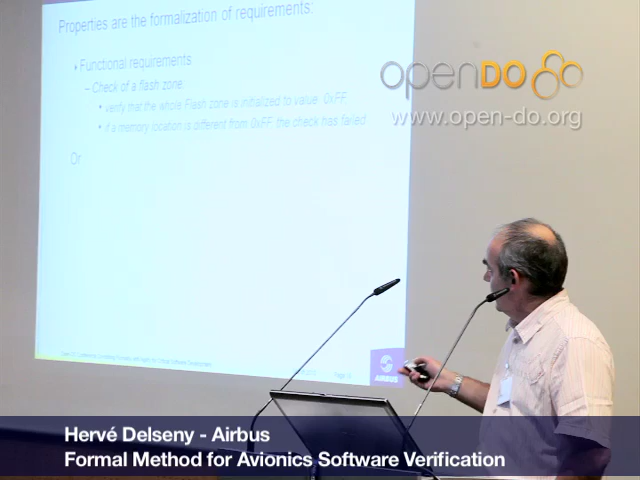 Properties are the formalization of requirements:
• Functional requirements
– Check of a flash zone.
• verify that the whole Flash zone is initialized to value 0xFF
• if a memory location is different from 0xFF the check has failed
Or
openDO
www.open-do.org
AIRBUS
Hervé Delseny - Airbus
Formal Method for Avionics Software Verification